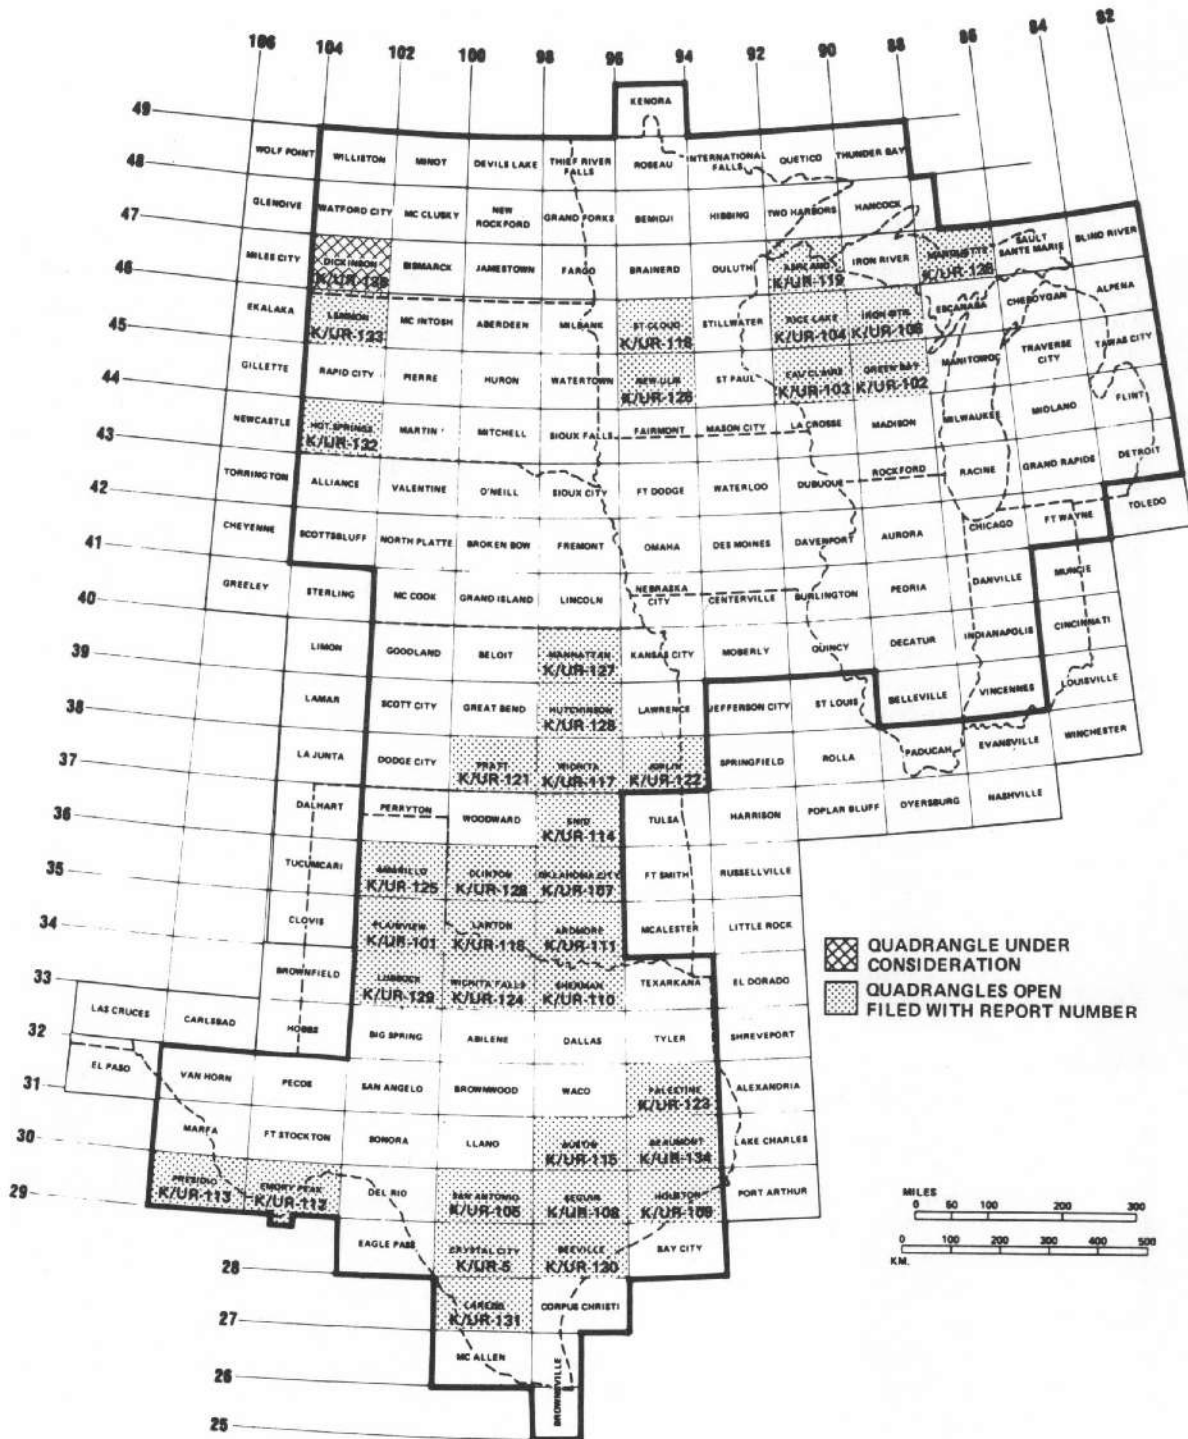 106 104 102 100 98 96 94 92 90 88 86 84 82
49
KENORA
48
WOLF POINT WILLISTON MINOT DEVILS LAKE THIEF RIVER FALLS ROSEAU INTERNATIONAL FALLS QUETICO THUNDER BAY
47
GLENDIVE WATFORD CITY MC CLUSKY NEW ROCKFORD GRAND FORKS BEMIDJI HIBBING TWO HARBORS HANCOCK
46
MILES CITY DICKINSON BISMARCK JAMESTOWN FARGO BRAINERD DULUTH ASHLAND K/UR-119 IRON RIVER MARQUETTE SAULT SANTE MARIE BLIND RIVER
45
EKALAKA LEMMON K/UR-133 MC INTOSH ABERDEEN MILBANK ST CLOUD STILLWATER RICE LAKE K/UR-104 IRON MTN. ESCANABA CHEBOYGAN ALPENA
44
GILLETTE RAPID CITY PIERRE HURON WATERTOWN NEW ULM K/UR-126 ST PAUL EAU CLAIRE K/UR-103 GREEN BAY K/UR-102 MANITOWOC TRAVERSE CITY TAWAS CITY
43
NEWCASTLE HOT SPRINGS K/UR-132 MARTIN MITCHELL SIOUX FALLS FAIRMONT MASON CITY LA CROSSE MADISON MILWAUKEE MIDLAND FLINT
42
TORRINGTON ALLIANCE VALENTINE O'NEILL SIOUX CITY FT DODGE WATERLOO DUBUQUE ROCKFORD RACINE GRAND RAPIDS DETROIT
41
CHEYENNE SCOTTSBLUFF NORTH PLATTE BROKEN BOW FREMONT OMAHA DES MOINES DAVENPORT AURORA CHICAGO FT WAYNE TOLEDO
40
GREELEY STERLING MC COOK GRAND ISLAND LINCOLN NEBRASKA CITY CENTERVILLE BURLINGTON PEORIA DANVILLE MUNCIE
39
LIMON GOODLAND BELOIT MANHATTAN K/UR-127 KANSAS CITY MOBERLY QUINCY DECATUR INDIANAPOLIS CINCINNATI
38
LAMAR SCOTT CITY GREAT BEND HUTCHINSON LAWRENCE JEFFERSON CITY ST LOUIS BELLEVILLE VINCENNES LOUISVILLE
37
LA JUNTA DODGE CITY PRATT K/UR-121 WICHITA K/UR-117 JOPLIN K/UR-122 SPRINGFIELD ROLLA PADUCAH EVANSVILLE WINCHESTER
36
DALHART PERRYTON WOODWARD ENID K/UR-114 TULSA HARRISON POPLAR BLUFF DYERSBURG NASHVILLE
35
TUCUMCARI AMARILLO K/UR-125 CLINTON OKLAHOMA CITY K/UR-107 FT SMITH RUSSELLVILLE
34
CLOVIS PLAINVIEW K/UR-101 LAWTON ARDMORE K/UR-111 MCALESTER LITTLE ROCK
33
BROWNFIELD LUBBOCK K/UR-129 WICHITA FALLS K/UR-124 SHERMAN K/UR-110 TEXARKANA EL DORADO
32
LAS CRUCES CARLSBAD HOBBS BIG SPRING ABILENE DALLAS TYLER SHREVEPORT
31
EL PASO VAN HORN PECOS SAN ANGELO BROWNWOOD WACO PALESTINE K/UR-123 ALEXANDRIA
30
MARFA FT STOCKTON SONORA LLANO AUSTIN K/UR-115 BEAUMONT K/UR-134 LAKE CHARLES
29
PRESIDIO K/UR-113 EMORY PEAK K/UR-112 DEL RIO SAN ANTONIO SEGUIN K/UR-108 HOUSTON K/UR-109 PORT ARTHUR
28
EAGLE PASS CRYSTAL CITY K/UR-5 BEEVILLE K/UR-130 BAY CITY
27
LAREDO K/UR-131 CORPUS CHRISTI
26
MC ALLEN
25
BROWNSVILLE
QUADRANGLE UNDER
CONSIDERATION
QUADRANGLES OPEN
FILED WITH REPORT NUMBER
MILES
0 50 100 200 300
0 100 200 300 400 500
KM.